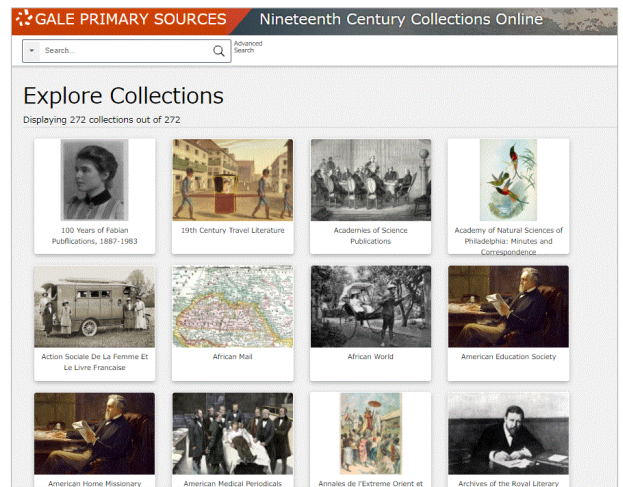 GALE PRIMARY SOURCES
Nineteenth Century Collections Online
Search...
Advanced
Search
Explore Collections
Displaying 272 collections out of 272
100 Years of Fabian
Pubflications, 1887-1983
19th Century Travel Literature
Academies of Science
Publications
Academy of Natural Sciences of
Philadelphia: Minutes and
Correspondence
Action Sociale De La Femme Et
Le Livre Francaise
African Mail
African World
American Education Society
American Home Missionary
American Medical Periodicals
Annales de l'Extreme Orient et
Archives of the Royal Literary